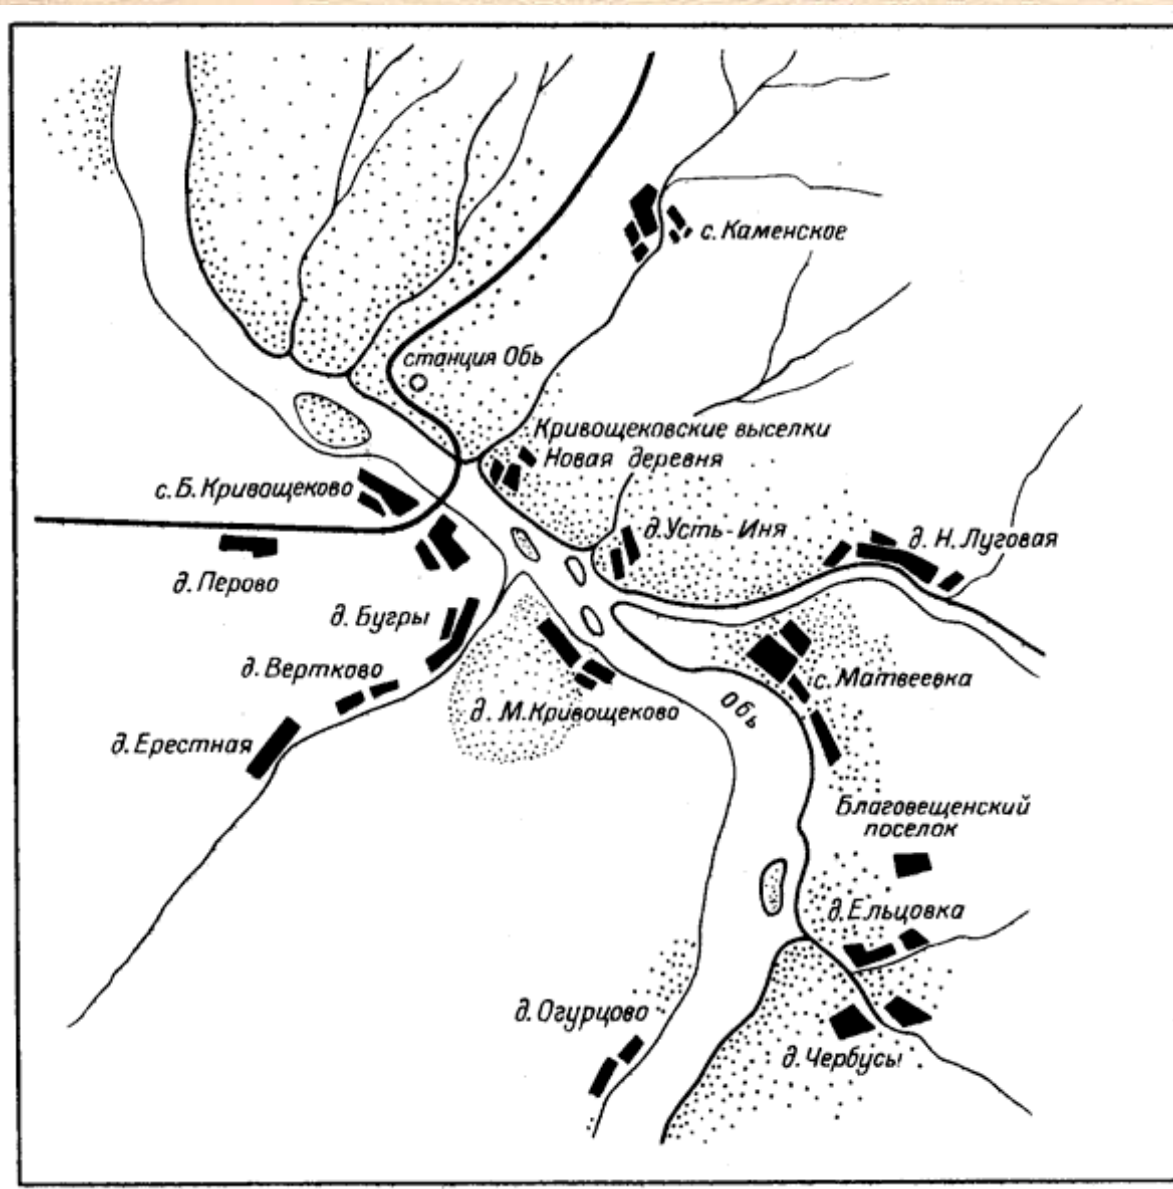 с. Каменское
станция Обь
Кривощековские выселки
Новая деревня
с. Б. Кривощеково
д. Усть-Иня
д. Н. Луговая
д. Перово
д. Бугры
д. Вертково
с. Матвеевка
д. М. Кривощеково
Обь
д. Ерестная
Благовещенский
поселок
д. Ельцовка
д. Огурцово
д. Чербусы